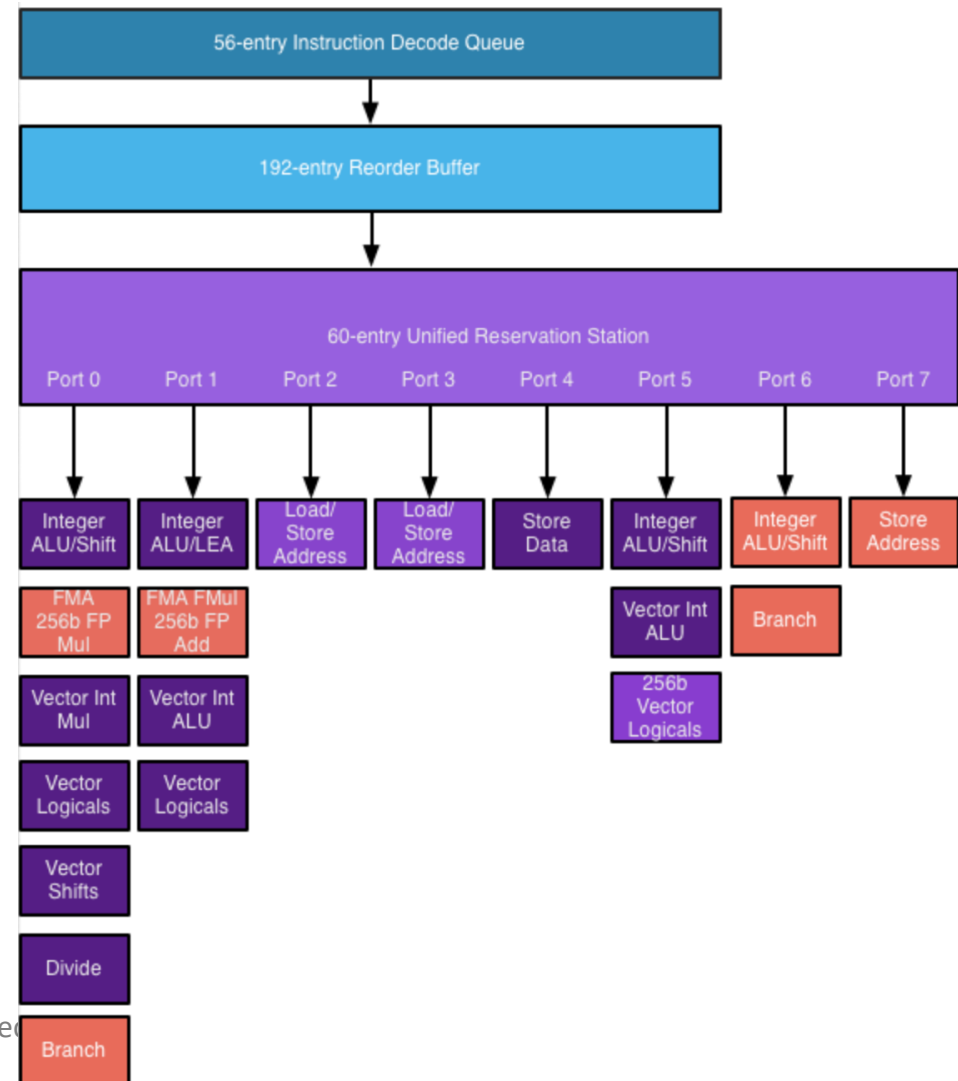 56-entry Instruction Decode Queue
192-entry Reorder Buffer
60-entry Unified Reservation Station
Port 0 Port 1 Port 2 Port 3 Port 4 Port 5 Port 6 Port 7
Integer
ALU/Shift
Integer
ALU/LEA
Load/
Store
Address
Load/
Store
Address
Store
Data
Integer
ALU/Shift
Integer
ALU/Shift
Store
Address
FMA
256b FP
Mul
FMA FMul
256b FP
Add
Vector Int
ALU
Branch
Vector Int
Mul
Vector Int
ALU
256b
Vector
Logicals
Vector
Logicals
Vector
Logicals
Vector
Shifts
Divide
Branch